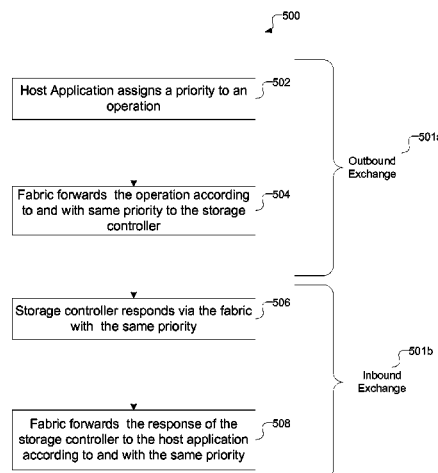 500
Host Application assigns a priority to an
operation
502
501a
Outbound
Exchange
Fabric forwards the operation according
to and with same priority to the storage
controller
504
Storage controller responds via the fabric
with the same priority
506
501b
Inbound
Exchange
Fabric forwards the response of the
storage controller to the host application
according to and with the same priority
508